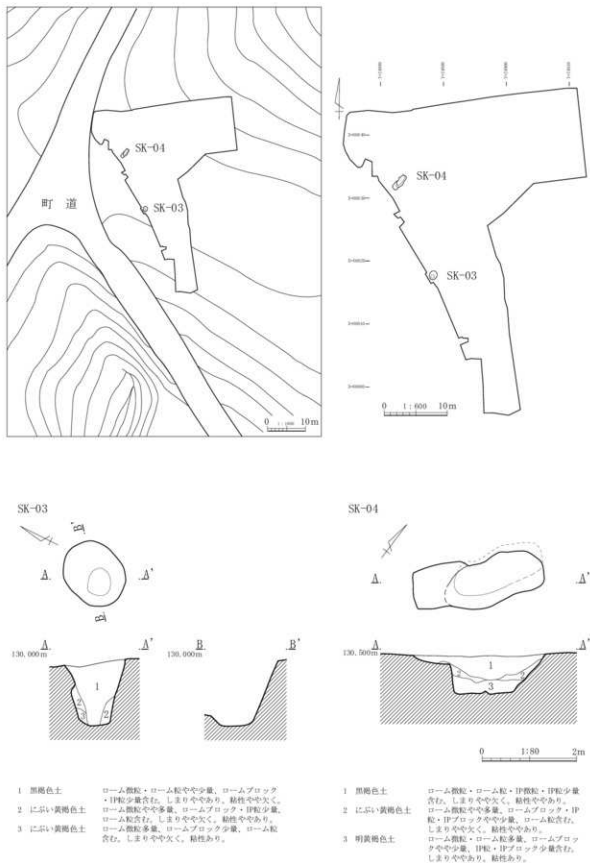 SK-04
町 道
SK-03
0 10m
SK-04
SK-03
0 1:600 10m
SK-03
B'
A A'
B
A A' B B'
130.000m 130.000m
1
2 2
SK-04
A A'
A A'
130.500m
1
2 2
3
0 1:80 2m
1 黒褐色土 ローム微粒・ローム粒やや少量、ロームブロック
・IP粒少量含む。しまりややあり。粘性やや欠く。
2 にぶい黄褐色土 ローム微粒やや多量、ロームブロック・IP粒少量、
ローム粒含む。しまりやや欠く。粘性ややあり。
3 にぶい黄褐色土 ローム微粒多量、ロームブロック少量、ローム粒
含む。しまりやや欠く。粘性あり。
1 黒褐色土 ローム微粒・ローム粒・IP微粒・IP粒少量
含む。しまりやや欠く。粘性ややあり。
2 にぶい黄褐色土 ローム微粒やや多量、ロームブロック・IP
粒・IPブロックやや少量、ローム粒含む。し
まりやや欠く。粘性ややあり。
3 明黄褐色土 ローム微粒・ローム粒多量、ロームブロッ
クやや少量、IP粒・IPブロック少量含む。
しまりややあり。粘性あり。